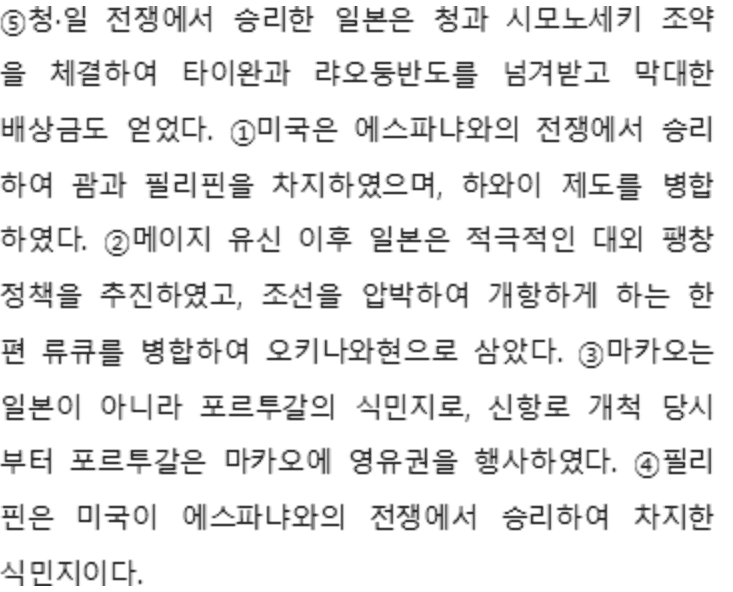 ⑤청·일 전쟁에서 승리한 일본은 청과 시모노세키 조약
을 체결하여 타이완과 랴오둥반도를 넘겨받고 막대한
배상금도 얻었다. ①미국은 에스파냐와의 전쟁에서 승리
하여 괌과 필리핀을 차지하였으며, 하와이 제도를 병합
하였다. ②메이지 유신 이후 일본은 적극적인 대외 팽창
정책을 추진하였고, 조선을 압박하여 개항하게 하는 한
편 류큐를 병합하여 오키나와현으로 삼았다. ③마카오는
일본이 아니라 포르투갈의 식민지로, 신항로 개척 당시
부터 포르투갈은 마카오에 영유권을 행사하였다. ④필리
핀은 미국이 에스파냐와의 전쟁에서 승리하여 차지한
식민지이다.